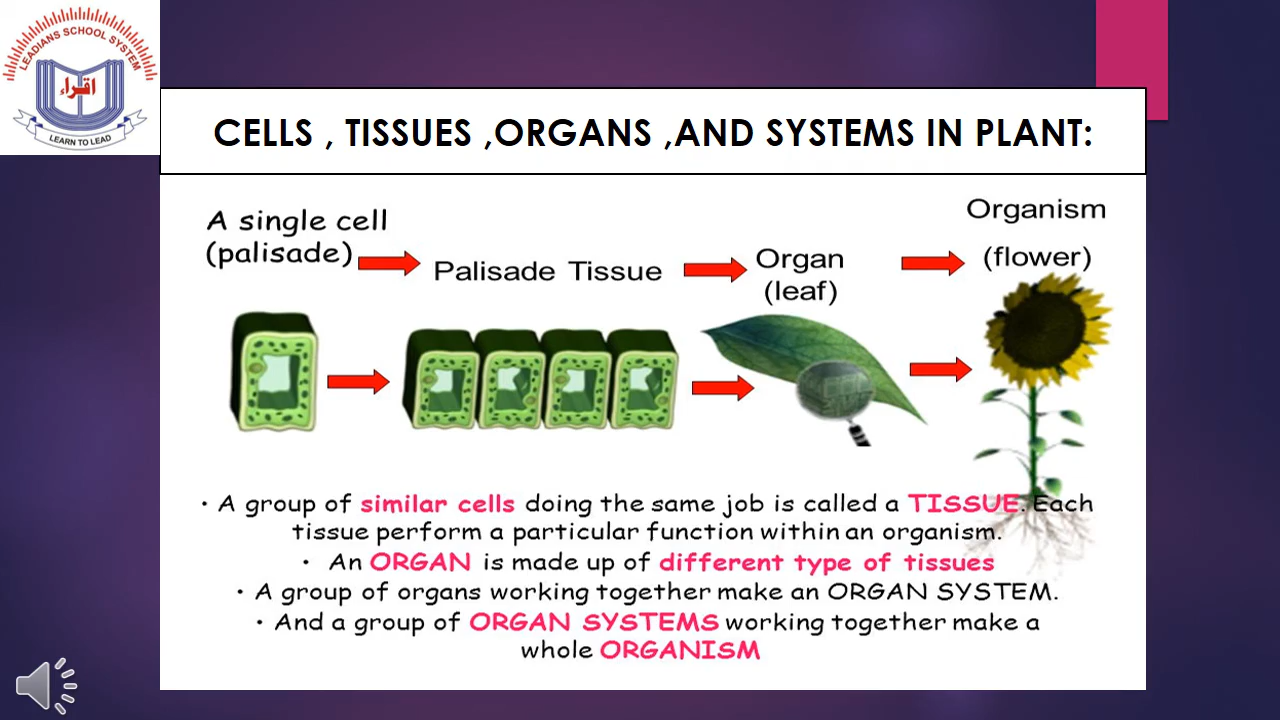 LEADIANS SCHOOL SYSTEM
اقراء
LEARN TO LEAD
CELLS , TISSUES ,ORGANS ,AND SYSTEMS IN PLANT:
A single cell
(palisade)
Palisade Tissue
Organ
(leaf)
Organism
(flower)
• A group of similar cells doing the same job is called a TISSUE. Each
tissue perform a particular function within an organism.
• An ORGAN is made up of different type of tissues
• A group of organs working together make an ORGAN SYSTEM.
• And a group of ORGAN SYSTEMS working together make a
whole ORGANISM